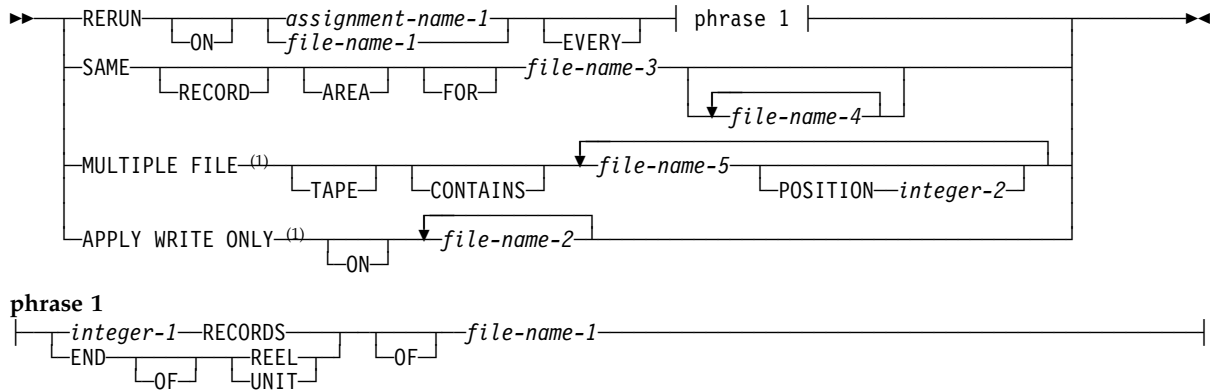 RERUN assignment-name-1 phrase 1
ON file-name-1 EVERY
SAME file-name-3
RECORD AREA FOR
file-name-4
MULTIPLE FILE (1) file-name-5
TAPE CONTAINS POSITION integer-2
APPLY WRITE ONLY (1) file-name-2
ON
phrase 1
integer-1 RECORDS file-name-1
END REEL OF
OF UNIT